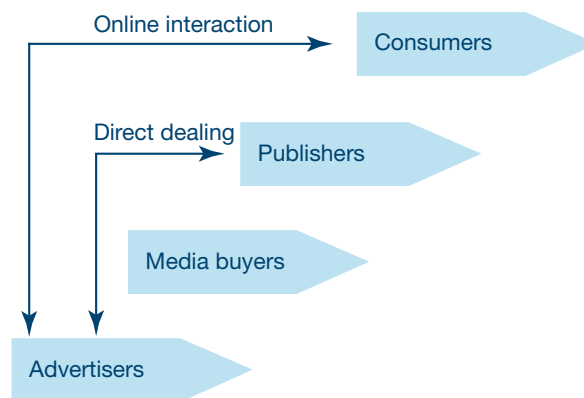 Online interaction
Consumers
Direct dealing
Publishers
Media buyers
Advertisers